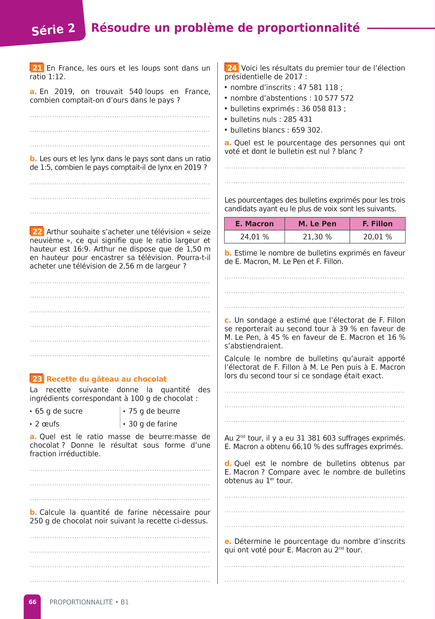 Série 2
Résoudre un problème de proportionnalité
21 En France, les ours et les loups sont dans un
ratio 1:12.
a. En 2019, on trouvait 540 loups en France,
combien comptait-on d'ours dans le pays ?
b. Les ours et les lynx dans le pays sont dans un ratio
de 1:5, combien le pays comptait-il de lynx en 2019 ?
22 Arthur souhaite s'acheter une télévision « seize
neuvième », ce qui signifie que le ratio largeur et
hauteur est 16:9. Arthur ne dispose que de 1,50 m
en hauteur pour encastrer sa télévision. Pourra-t-il
acheter une télévision de 2,56 m de largeur ?
23 Recette du gâteau au chocolat
La recette suivante donne la quantité des
ingrédients correspondant à 100 g de chocolat :
• 65 g de sucre
• 75 g de beurre
• 2 œufs
• 30 g de farine
a. Quel est le ratio masse de beurre:masse de
chocolat ? Donne le résultat sous forme d'une
fraction irréductible.
b. Calcule la quantité de farine nécessaire pour
250 g de chocolat noir suivant la recette ci-dessus.
24 Voici les résultats du premier tour de l'élection
présidentielle de 2017 :
• nombre d'inscrits : 47 581 118 ;
• nombre d'abstentions : 10 577 572
• bulletins exprimés : 36 058 813 ;
• bulletins nuls : 285 431
• bulletins blancs : 659 302.
a. Quel est le pourcentage des personnes qui ont
voté et dont le bulletin est nul ? blanc ?
Les pourcentages des bulletins exprimés pour les trois
candidats ayant eu le plus de voix sont les suivants.
E. Macron M. Le Pen F. Fillon
24,01 % 21,30 % 20,01 %
b. Estime le nombre de bulletins exprimés en faveur
de E. Macron, M. Le Pen et F. Fillon.
c. Un sondage a estimé que l'électorat de F. Fillon
se reporterait au second tour à 39 % en faveur de
M. Le Pen, à 45 % en faveur de E. Macron et 16 %
s'abstiendraient.
Calcule le nombre de bulletins qu'aurait apporté
l'électorat de F. Fillon à M. Le Pen puis à E. Macron
lors du second tour si ce sondage était exact.
Au 2nd tour, il y a eu 31 381 603 suffrages exprimés.
E. Macron a obtenu 66,10 % des suffrages exprimés.
d. Quel est le nombre de bulletins obtenus par
E. Macron ? Compare avec le nombre de bulletins
obtenus au 1er tour.
e. Détermine le pourcentage du nombre d'inscrits
qui ont voté pour E. Macron au 2nd tour.
66 PROPORTIONNALITÉ • B1